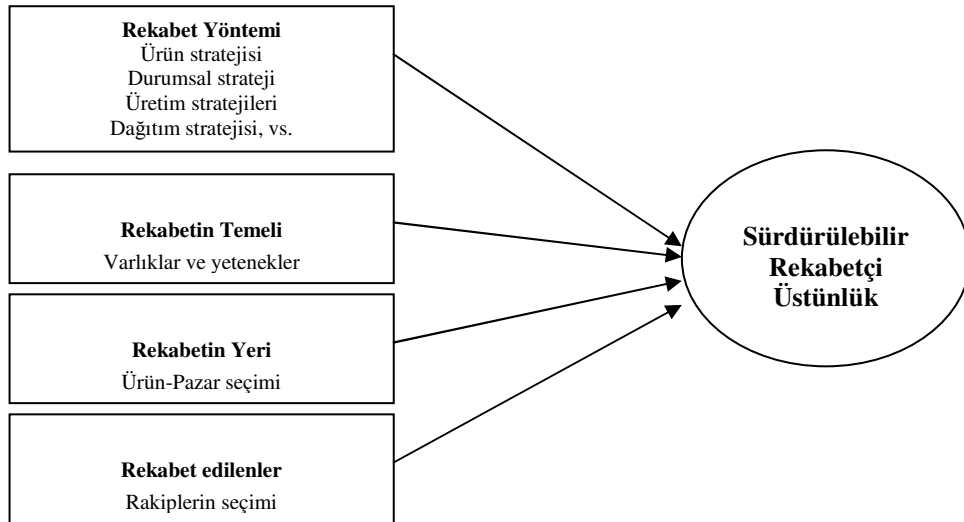 Rekabet Yöntemi
Ürün stratejisi
Durumsal strateji
Üretim stratejileri
Dağıtım stratejisi, vs.
Rekabetin Temeli
Varlıklar ve yetenekler
Rekabetin Yeri
Ürün-Pazar seçimi
Rekabet edilenler
Rakiplerin seçimi
Sürdürülebilir
Rekabetçi
Üstünlük